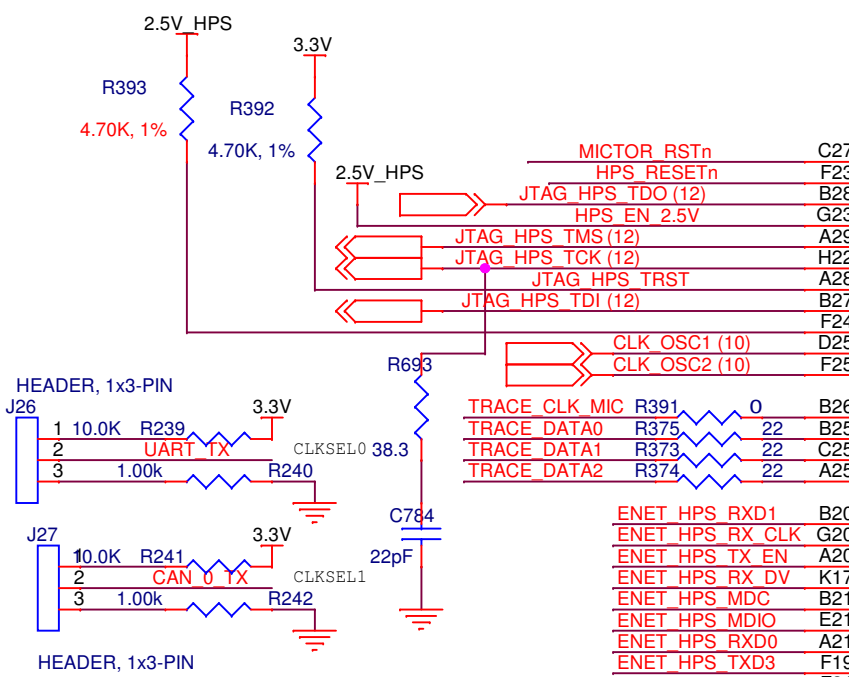 2.5V_HPS
3.3V
R393
4.70K, 1%
R392
4.70K, 1%
2.5V_HPS
MICTOR_RSTn C27
HPS_RESETn F23
JTAG_HPS_TDO (12) B28
HPS_EN_2.5V G23
JTAG_HPS_TMS (12) A29
JTAG_HPS_TCK (12) H22
JTAG_HPS_TRST A28
JTAG_HPS_TDI (12) B27
F24
CLK_OSC1 (10) D25
CLK_OSC2 (10) F25
R693
38.3
C784
22pF
HEADER, 1x3-PIN
J26
1 10.0K R239 3.3V
2 UART_TX CLKSEL0
3 1.00k R240
J27
1 10.0K R241 3.3V
2 CAN_0_TX CLKSEL1
3 1.00k R242
HEADER, 1x3-PIN
TRACE_CLK_MIC R391 0 B26
TRACE_DATA0 R375 22 B25
TRACE_DATA1 R373 22 C25
TRACE_DATA2 R374 22 A25
ENET_HPS_RXD1 B20
ENET_HPS_RX_CLK G20
ENET_HPS_TX_EN A20
ENET_HPS_RX_DV K17
ENET_HPS_MDC B21
ENET_HPS_MDIO E21
ENET_HPS_RXD0 A21
ENET_HPS_TXD3 F19